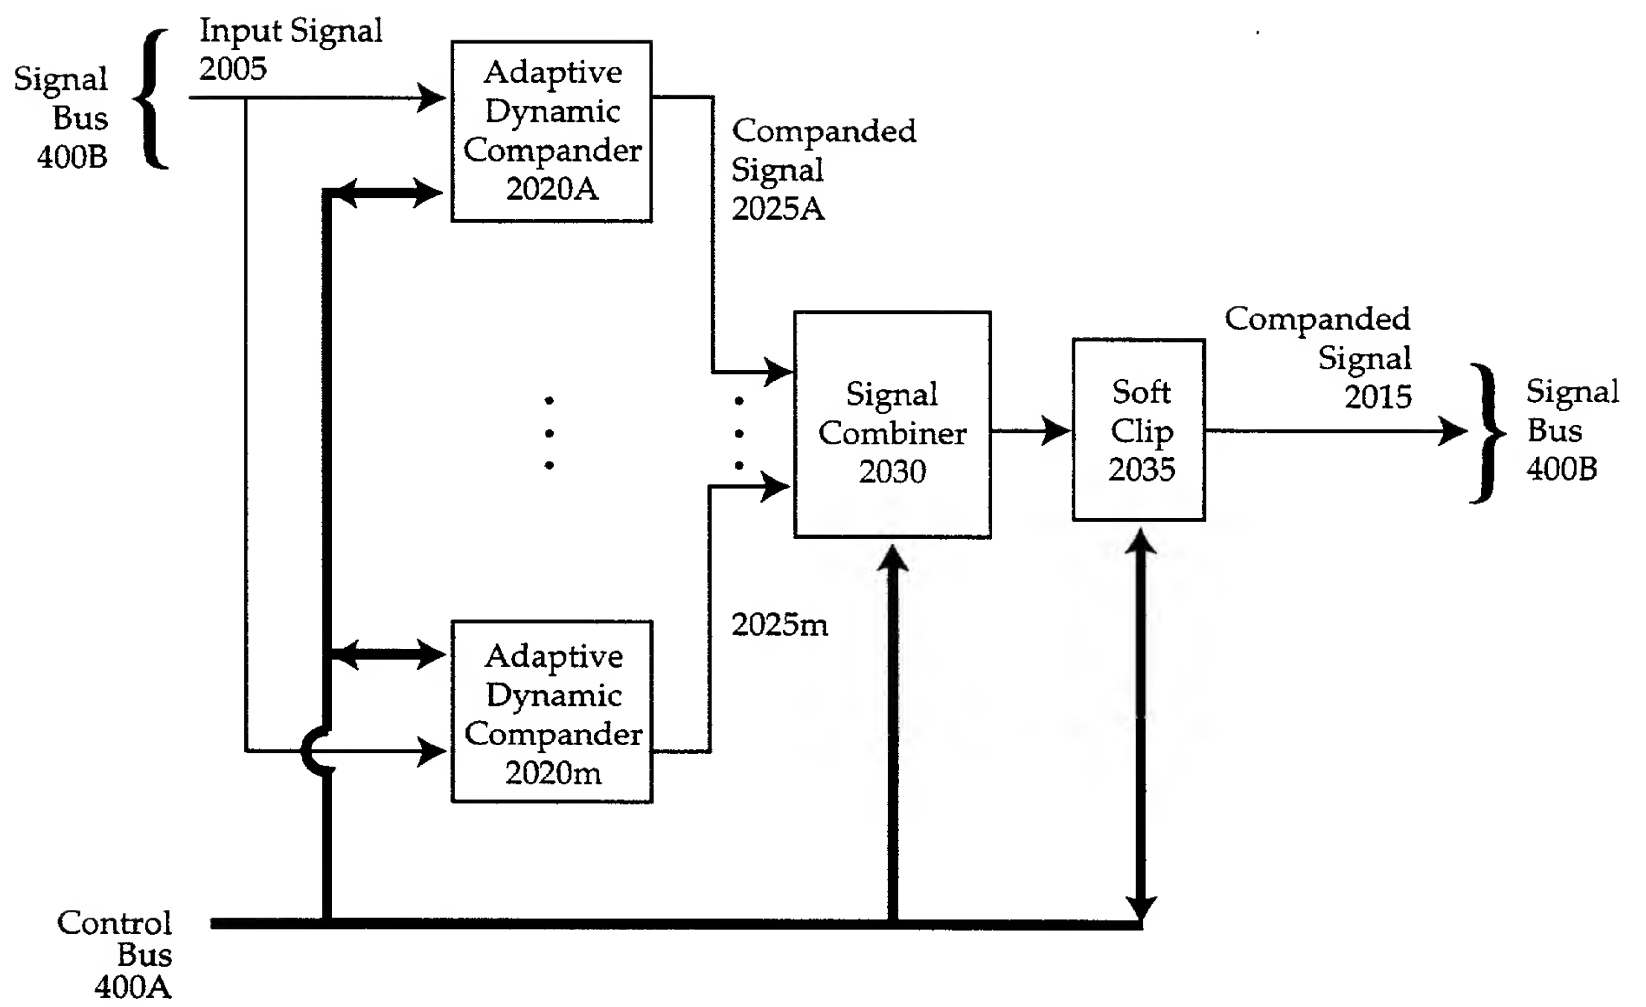 Input Signal
2005
Signal
Bus
400B
Adaptive
Dynamic
Compander
2020A
Companded
Signal
2025A
Signal
Combiner
2030
Soft
Clip
2035
Companded
Signal
2015
Signal
Bus
400B
2025m
Adaptive
Dynamic
Compander
2020m
Control
Bus
400A